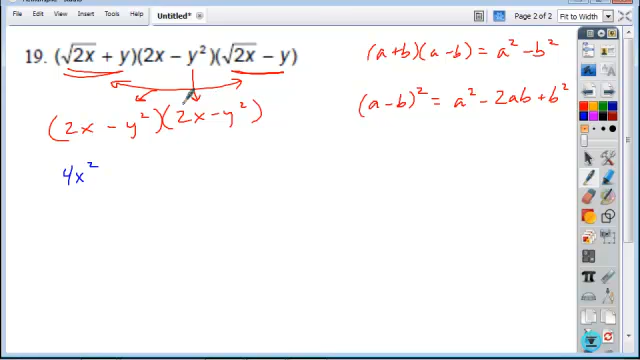 File Edit View Insert Format Tools Help
Untitled*
Page 2 of 2 Fit to Width
19. (√2x + y)(2x − y²)(√2x − y)
(a+b)(a-b) = a² - b²
(a-b)² = a² - 2ab + b²
(2x - y²)(2x - y²)
4x²